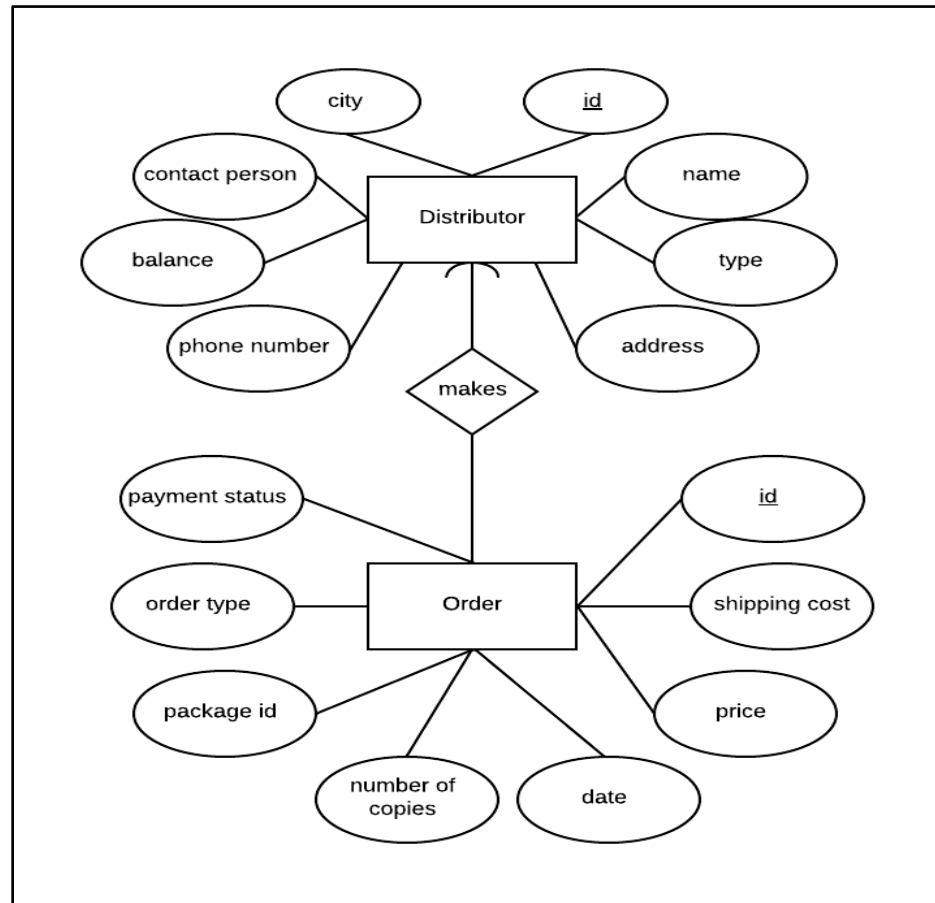 city
id
contact person
name
Distributor
balance
type
phone number
address
makes
payment status
id
order type
Order
shipping cost
package id
price
number of
copies
date